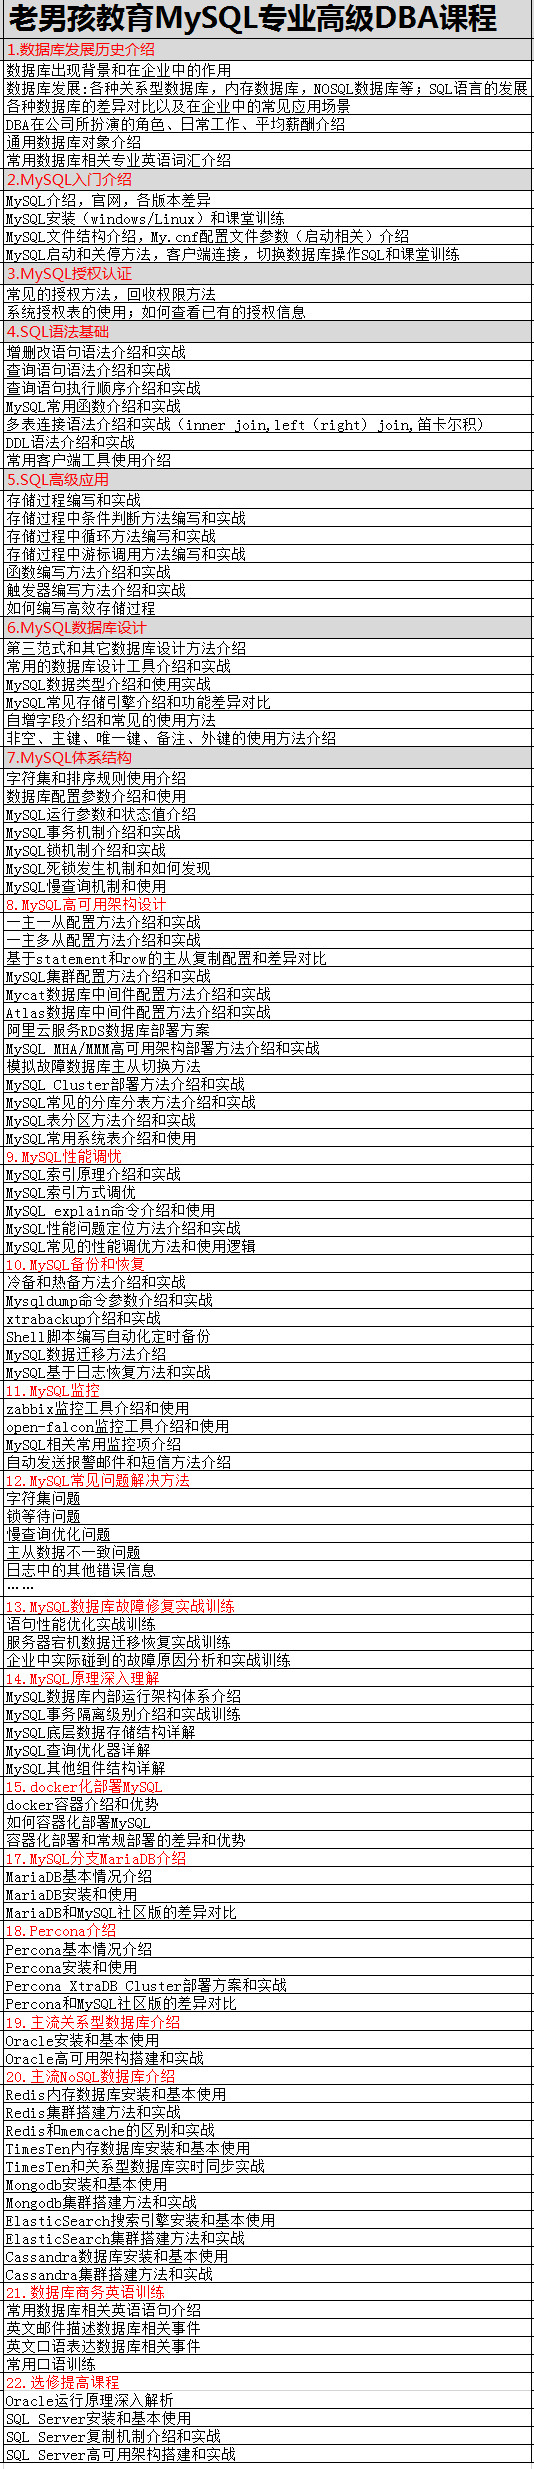 老男孩教育MySQL专业高级DBA课程
1.数据库发展历史介绍
数据库出现背景和在企业中的作用
数据库发展:各种关系型数据库，内存数据库，NOSQL数据库等；SQL语言的发展
各种数据库的差异对比以及在企业中的常见应用场景
DBA在公司所扮演的角色、日常工作、平均薪酬介绍
通用数据库对象介绍
常用数据库相关专业英语词汇介绍
2.MySQL入门介绍
MySQL介绍，官网，各版本差异
MySQL安装（windows/Linux）和课堂训练
MySQL文件结构介绍，My.cnf配置文件参数（启动相关）介绍
MySQL启动和关停方法，客户端连接，切换数据库操作SQL和课堂训练
3.MySQL授权认证
常见的授权方法，回收权限方法
系统授权表的使用；如何查看已有的授权信息
4.SQL语法基础
增删改语句语法介绍和实战
查询语句语法介绍和实战
查询语句执行顺序介绍和实战
MySQL常用函数介绍和实战
多表连接语法介绍和实战（inner join,left（right） join,笛卡尔积）
DDL语法介绍和实战
常用客户端工具使用介绍
5.SQL高级应用
存储过程编写和实战
存储过程中条件判断方法编写和实战
存储过程中循环方法编写和实战
存储过程中游标调用方法编写和实战
函数编写方法介绍和实战
触发器编写方法介绍和实战
如何编写高效存储过程
6.MySQL数据库设计
第三范式和其它数据库设计方法介绍
常用的数据库设计工具介绍和实战
MySQL数据类型介绍和使用实战
MySQL常见存储引擎介绍和功能差异对比
自增字段介绍和常见的使用方法
非空、主键、唯一键、备注、外键的使用方法介绍
7.MySQL体系结构
字符集和排序规则使用介绍
数据库配置参数介绍和使用
MySQL运行参数和状态值介绍
MySQL事务机制介绍和实战
MySQL锁机制介绍和实战
MySQL死锁发生机制和如何发现
MySQL慢查询机制和使用
8.MySQL高可用架构设计
一主一从配置方法介绍和实战
一主多从配置方法介绍和实战
基于statement和row的主从复制配置和差异对比
MySQL集群配置方法介绍和实战
Mycat数据库中间件配置方法介绍和实战
Atlas数据库中间件配置方法介绍和实战
阿里云服务RDS数据库部署方案
MySQL MHA/MMM高可用架构部署方法介绍和实战
模拟故障数据库主从切换方法
MySQL Cluster部署方法介绍和实战
MySQL常见的分库分表方法介绍和实战
MySQL表分区方法介绍和实战
MySQL常用系统表介绍和使用
9.MySQL性能调忧
MySQL索引原理介绍和实战
MySQL索引方式调优
MySQL explain命令介绍和使用
MySQL性能问题定位方法介绍和实战
MySQL常见的性能调优方法和使用逻辑
10.MySQL备份和恢复
冷备和热备方法介绍和实战
Mysqldump命令参数介绍和实战
xtrabackup介绍和实战
Shell脚本编写自动化定时备份
MySQL数据迁移方法介绍
MySQL基于日志恢复方法和实战
11.MySQL监控
zabbix监控工具介绍和使用
open-falcon监控工具介绍和使用
MySQL相关常用监控项介绍
自动发送报警邮件和短信方法介绍
12.MySQL常见问题解决方法
字符集问题
锁等待问题
慢查询优化问题
主从数据不一致问题
日志中的其他错误信息
……
13.MySQL数据库故障修复实战训练
语句性能优化实战训练
服务器宕机数据迁移恢复实战训练
企业中实际碰到的故障原因分析和实战训练
14.MySQL原理深入理解
MySQL数据库内部运行架构体系介绍
MySQL事务隔离级别介绍和实战训练
MySQL底层数据存储结构详解
MySQL查询优化器详解
MySQL其他组件结构详解
15.docker化部署MySQL
docker容器介绍和优势
如何容器化部署MySQL
容器化部署和常规部署的差异和优势
17.MySQL分支MariaDB介绍
MariaDB基本情况介绍
MariaDB安装和使用
MariaDB和MySQL社区版的差异对比
18.Percona介绍
Percona基本情况介绍
Percona安装和使用
Percona XtraDB Cluster部署方案和实战
Percona和MySQL社区版的差异对比
19.主流关系型数据库介绍
Oracle安装和基本使用
Oracle高可用架构搭建和实战
20.主流NoSQL数据库介绍
Redis内存数据库安装和基本使用
Redis集群搭建方法和实战
Redis和memcache的区别和实战
TimesTen内存数据库安装和基本使用
TimesTen和关系型数据库实时同步实战
Mongodb安装和基本使用
Mongodb集群搭建方法和实战
ElasticSearch搜索引擎安装和基本使用
ElasticSearch集群搭建方法和实战
Cassandra数据库安装和基本使用
Cassandra集群搭建方法和实战
21.数据库商务英语训练
常用数据库相关英语语句介绍
英文邮件描述数据库相关事件
英文口语表达数据库相关事件
常用口语训练
22.选修提高课程
Oracle运行原理深入解析
SQL Server安装和基本使用
SQL Server复制机制介绍和实战
SQL Server高可用架构搭建和实战